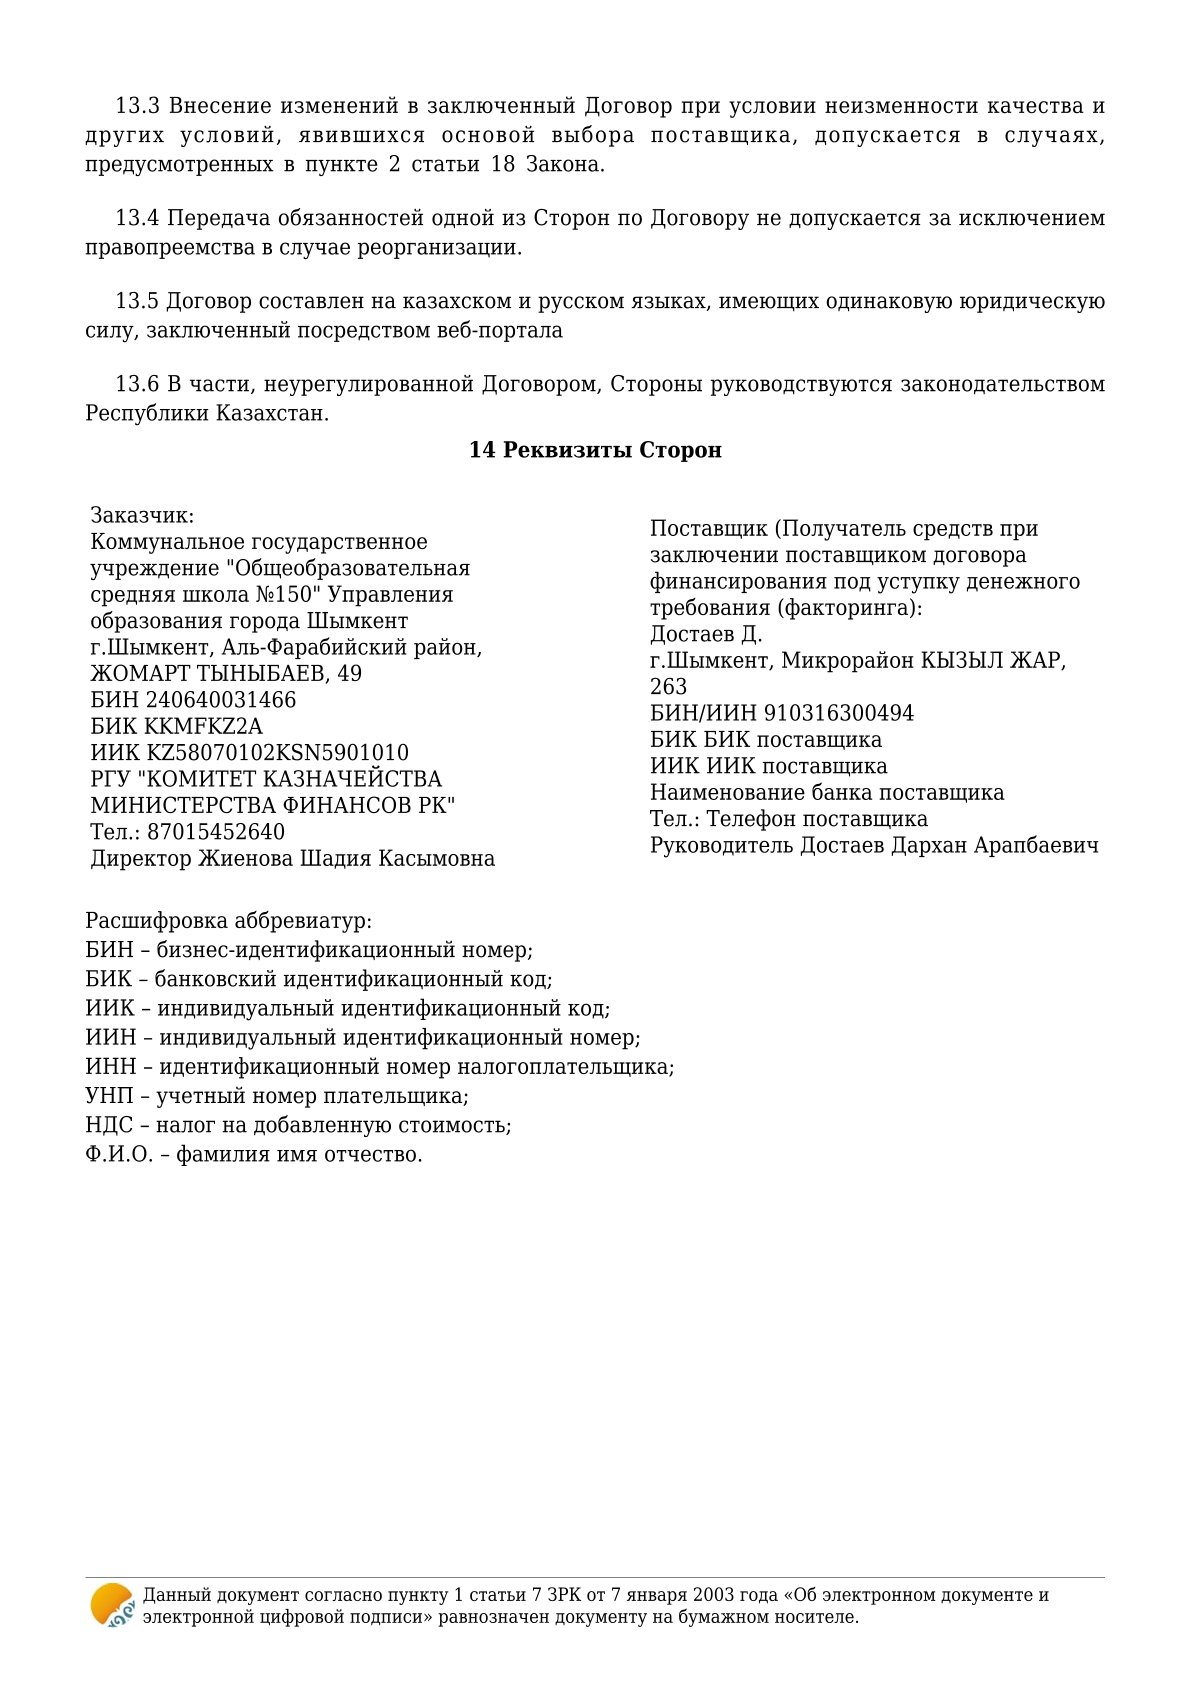 13.3 Внесение изменений в заключенный Договор при условии неизменности качества и
других условий, явившихся основой выбора поставщика, допускается в случаях,
предусмотренных в пункте 2 статьи 18 Закона.
13.4 Передача обязанностей одной из Сторон по Договору не допускается за исключением
правопреемства в случае реорганизации.
13.5 Договор составлен на казахском и русском языках, имеющих одинаковую юридическую
силу, заключенный посредством веб-портала
13.6 В части, неурегулированной Договором, Стороны руководствуются законодательством
Республики Казахстан.
14 Реквизиты Сторон
Заказчик:
Коммунальное государственное
учреждение "Общеобразовательная
средняя школа №150" Управления
образования города Шымкент
г.Шымкент, Аль-Фарабийский район,
ЖОМАРТ ТЫНЫБАЕВ, 49
БИН 240640031466
БИК KKMFKZ2A
ИИК KZ58070102KSN5901010
РГУ "КОМИТЕТ КАЗНАЧЕЙСТВА
МИНИСТЕРСТВА ФИНАНСОВ РК"
Тел.: 87015452640
Директор Жиенова Шадия Касымовна
Поставщик (Получатель средств при
заключении поставщиком договора
финансирования под уступку денежного
требования (факторинга):
Достаев Д.
г.Шымкент, Микрорайон КЫЗЫЛ ЖАР,
263
БИН/ИИН 910316300494
БИК БИК поставщика
ИИК ИИК поставщика
Наименование банка поставщика
Тел.: Телефон поставщика
Руководитель Достаев Дархан Арапбаевич
Расшифровка аббревиатур:
БИН – бизнес-идентификационный номер;
БИК – банковский идентификационный код;
ИИК – индивидуальный идентификационный код;
ИИН – индивидуальный идентификационный номер;
ИНН – идентификационный номер налогоплательщика;
УНП – учетный номер плательщика;
НДС – налог на добавленную стоимость;
Ф.И.О. – фамилия имя отчество.
Данный документ согласно пункту 1 статьи 7 ЗРК от 7 января 2003 года «Об электронном документе и
электронной цифровой подписи» равнозначен документу на бумажном носителе.